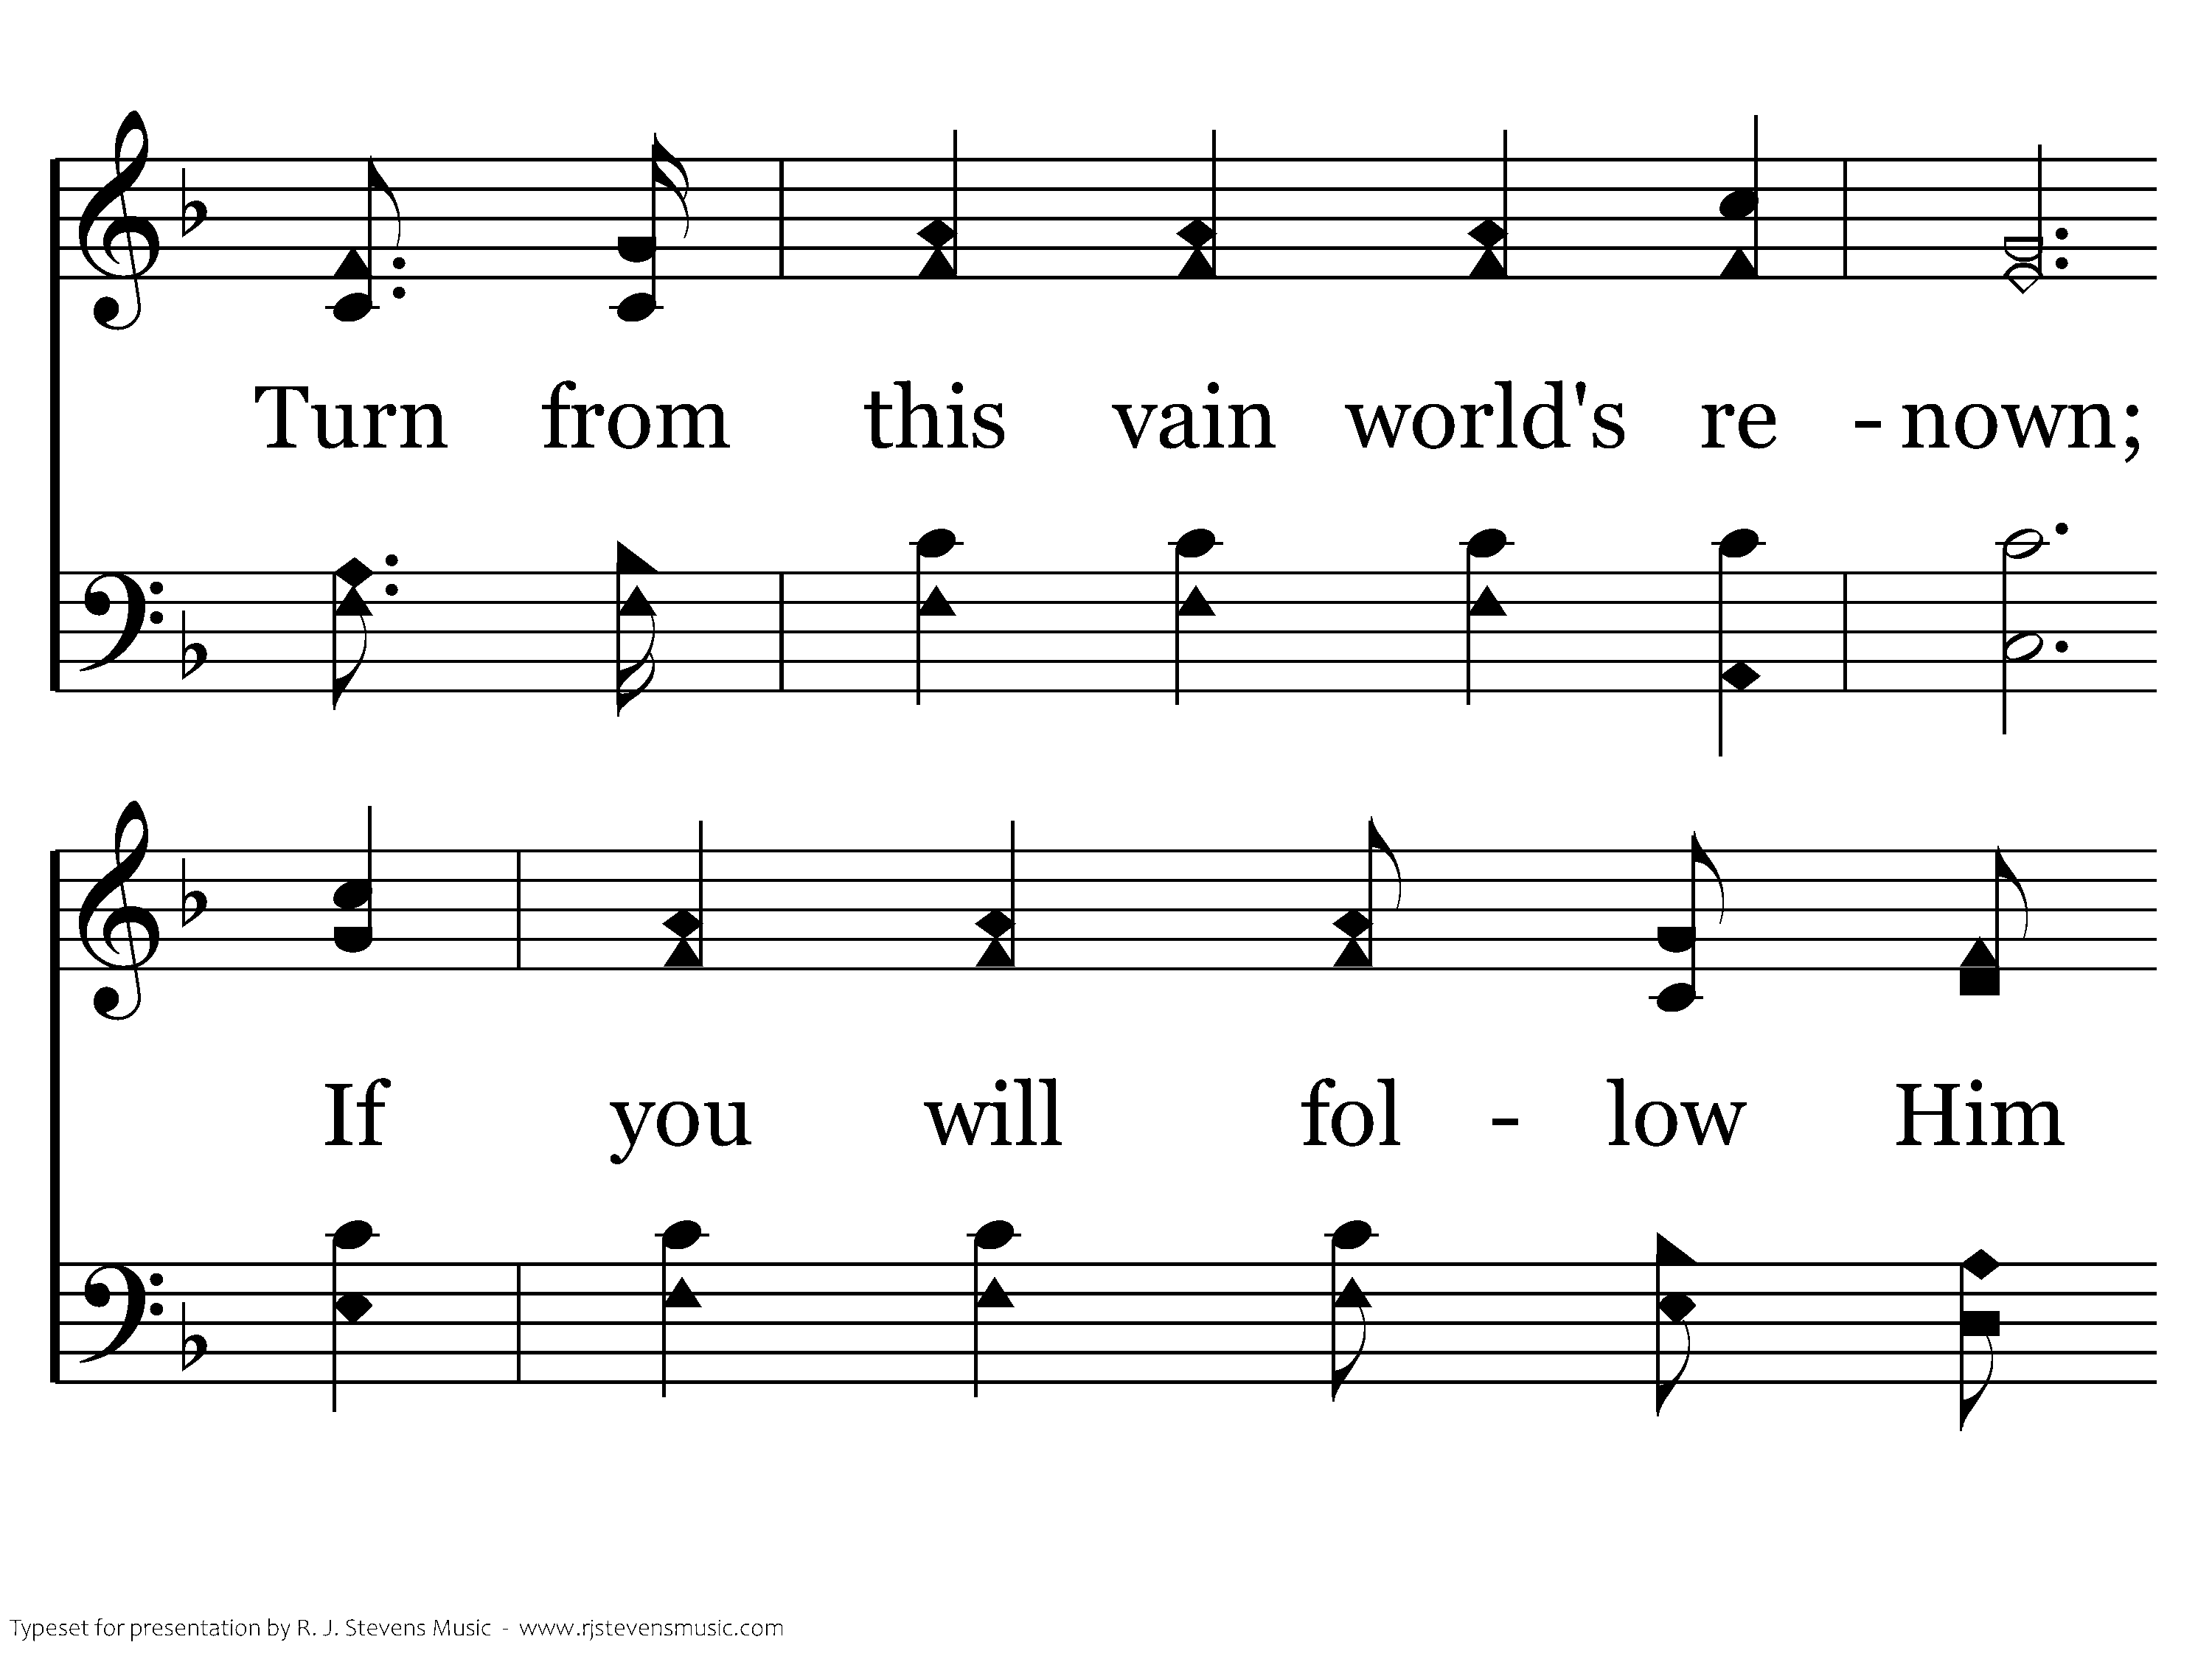 Turn from this vain world's re - nown;
If you will fol - low Him
Typeset for presentation by R. J. Stevens Music - www.rjstevensmusic.com